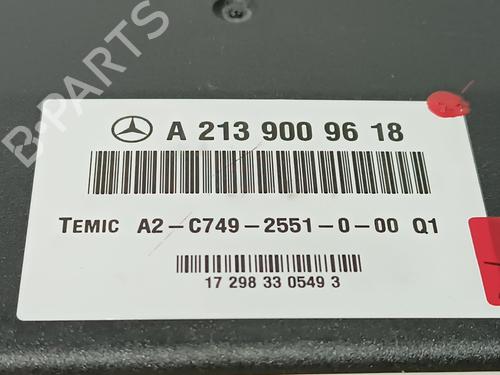 B-PARTS
A 213 900 96 18
TEMIC A2-C749-2551-0-00 Q1
17 298 33 0549 3